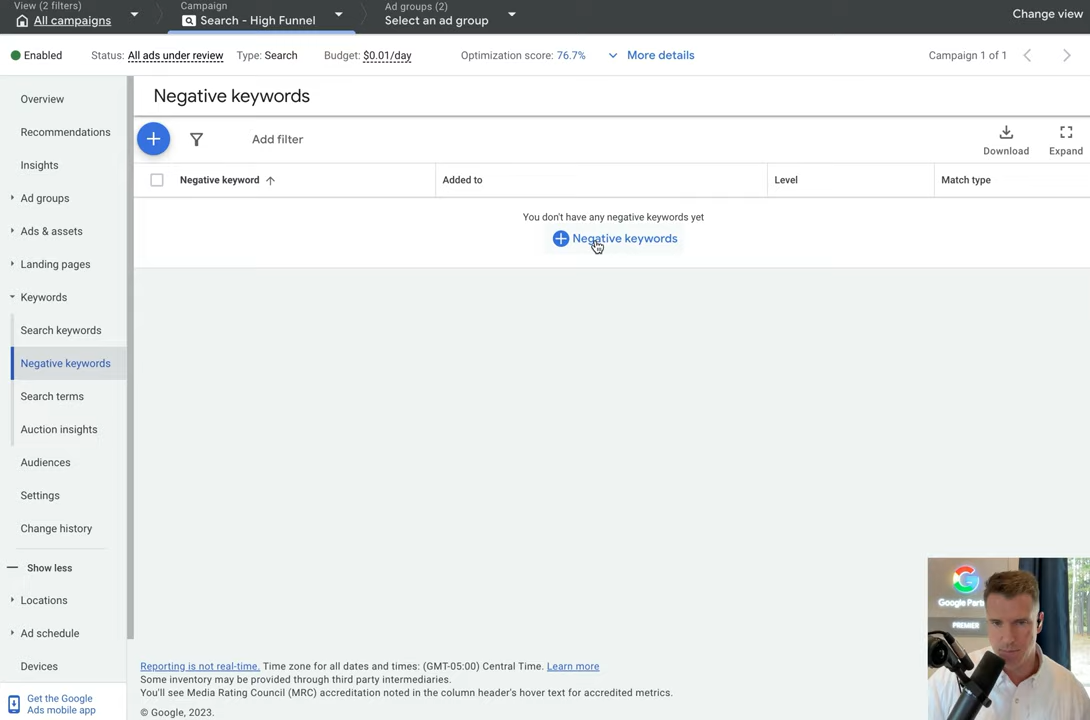 View (2 filters)
All campaigns
Campaign
Search - High Funnel
Ad groups (2)
Select an ad group
Change view
Enabled
Status: All ads under review
Type: Search
Budget: $0.01/day
Optimization score: 76.7%
More details
Campaign 1 of 1
Overview
Recommendations
Insights
Ad groups
Ads & assets
Landing pages
Keywords
Search keywords
Negative keywords
Search terms
Auction insights
Audiences
Settings
Change history
Show less
Locations
Ad schedule
Devices
Get the Google
Ads mobile app
Negative keywords
Add filter
Download
Expand
Negative keyword
Added to
Level
Match type
You don't have any negative keywords yet
Negative keywords
Reporting is not real-time. Time zone for all dates and times: (GMT-05:00) Central Time. Learn more
Some inventory may be provided through third party intermediaries.
You'll see Media Rating Council (MRC) accreditation noted in the column header's hover text for accredited metrics.
© Google, 2023.
PREMIER